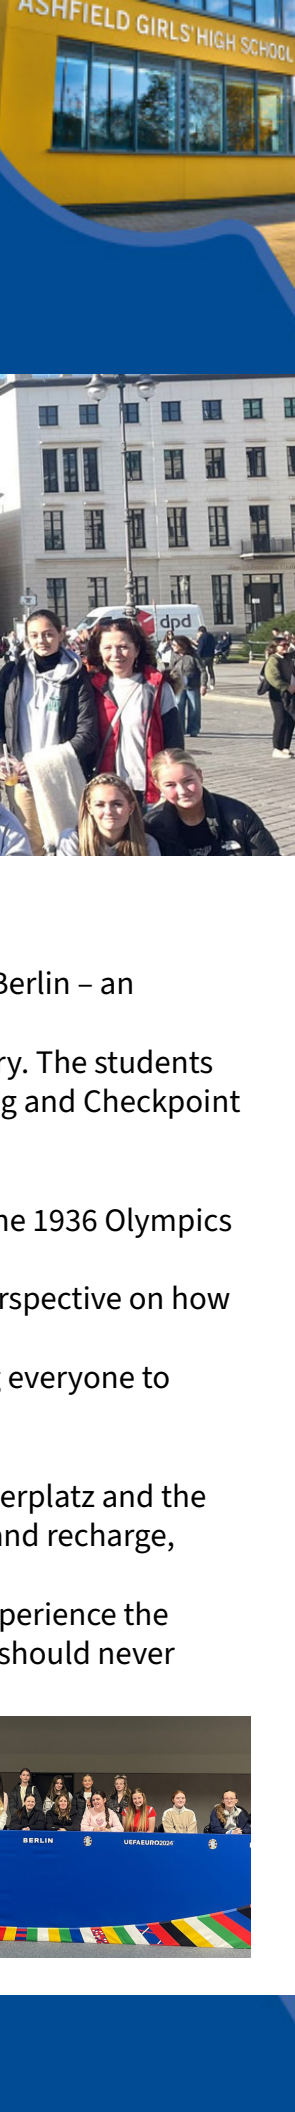 ASHFIELD GIRLS' HIGH SCHOOL
dpd
Berlin – an
ry. The students
g and Checkpoint
he 1936 Olympics
rspective on how
g everyone to
erplatz and the
and recharge,
perience the
should never
BERLIN UEFAEURO2024